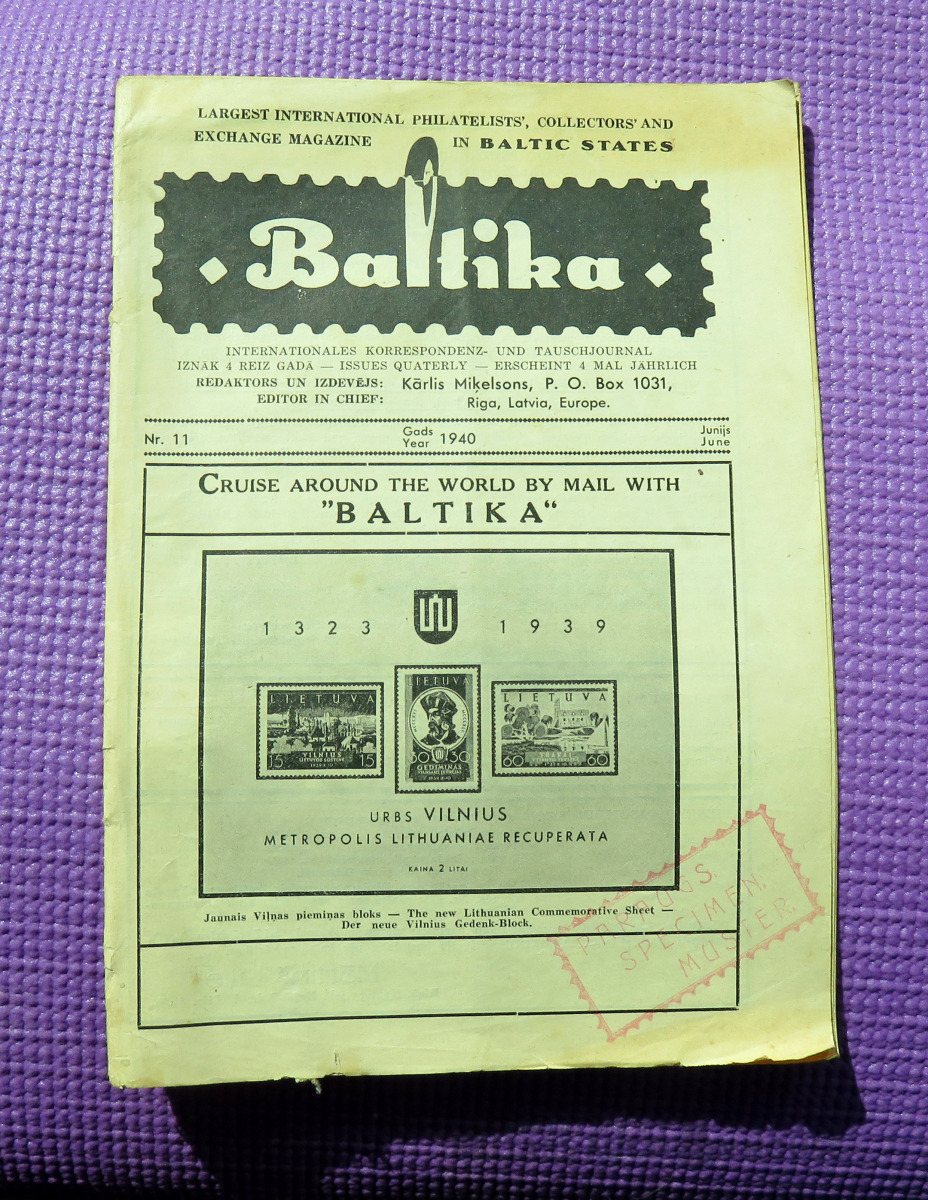 LARGEST INTERNATIONAL PHILATELISTS', COLLECTORS' AND
EXCHANGE MAGAZINE IN BALTIC STATES
Baltika
INTERNATIONALES KORRESPONDENZ- UND TAUSCHJOURNAL
IZNĀK 4 REIZ GADĀ — ISSUES QUATERLY — ERSCHEINT 4 MAL JÄHRLICH
REDAKTORS UN IZDEVĒJS: Kārlis Miķelsons, P. O. Box 1031,
EDITOR IN CHIEF: Riga, Latvia, Europe.
Nr. 11 Gads Year 1940 Junijs June
CRUISE AROUND THE WORLD BY MAIL WITH
"BALTIKA"
1323 1939
LIETUVA LIETUVA LIETUVA
15 VILNIUS 15
LIETUVOS SOSTINĖ
30 30
GEDIMINAS
60 TRAKAI 60
URBS VILNIUS
METROPOLIS LITHUANIAE RECUPERATA
KAINA 2 LITAI
Jaunais Viļņas piemiņas bloks — The new Lithuanian Commemorative Sheet —
Der neue Vilnius Gedenk-Block.
PARAUGS.
SPECIMEN.
MUSTER.